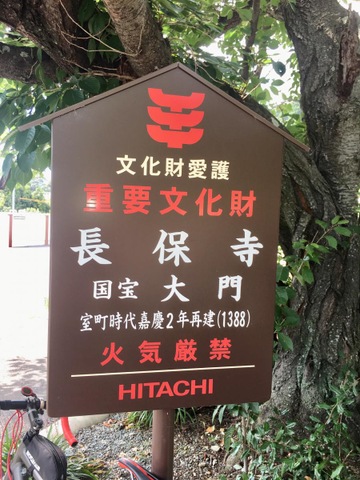 文化財愛護
重要文化財
長保寺
国宝 大門
室町時代嘉慶2年再建(1388)
火気厳禁
HITACHI